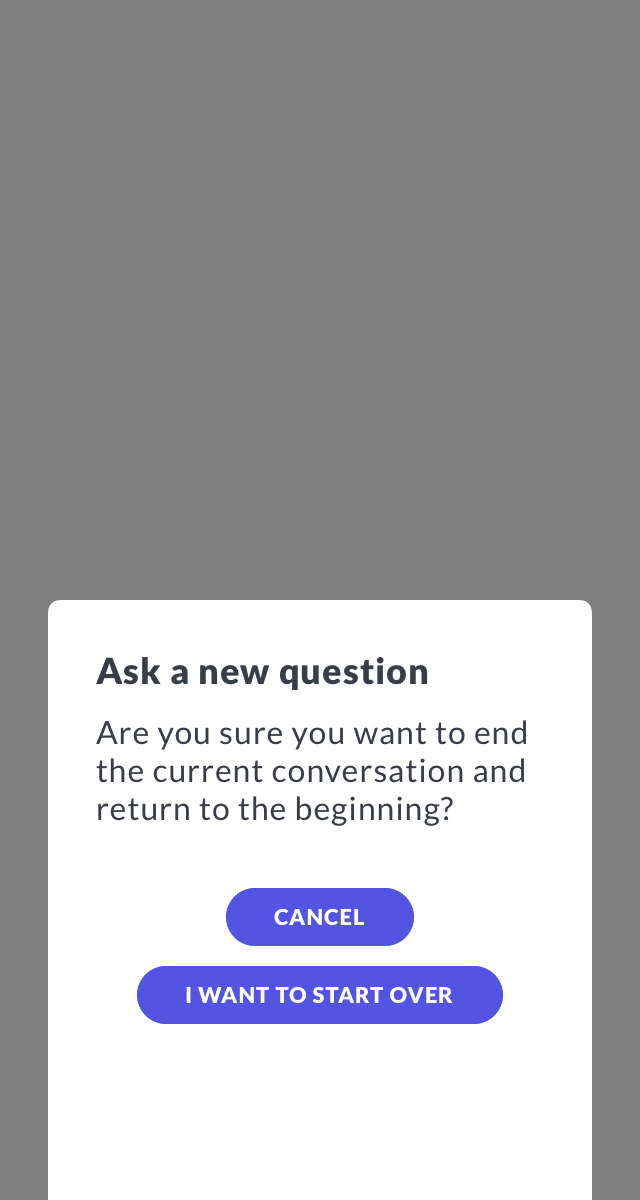 Ask a new question
Are you sure you want to end
the current conversation and
return to the beginning?
CANCEL
I WANT TO START OVER